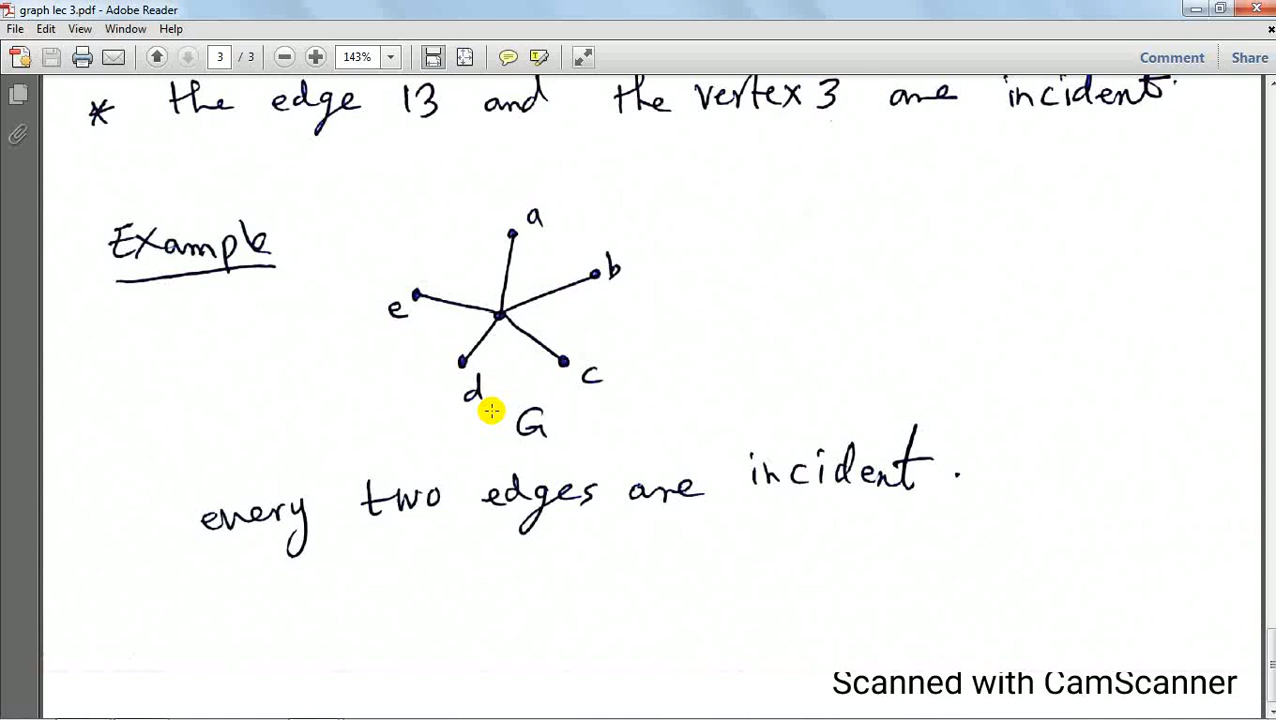 graph lec 3.pdf - Adobe Reader
File Edit View Window Help
3 / 3 143% Comment Share
* the edge 13 and the vertex 3 are incident.
Example
a
b
e
c
d
G
every two edges are incident.
Scanned with CamScanner